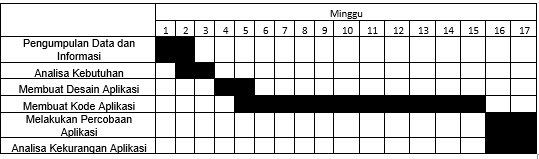 Minggu
1 2 3 4 5 6 7 8 9 10 11 12 13 14 15 16 17
Pengumpulan Data dan
Informasi
Analisa Kebutuhan
Membuat Desain Aplikasi
Membuat Kode Aplikasi
Melakukan Percobaan
Aplikasi
Analisa Kekurangan Aplikasi